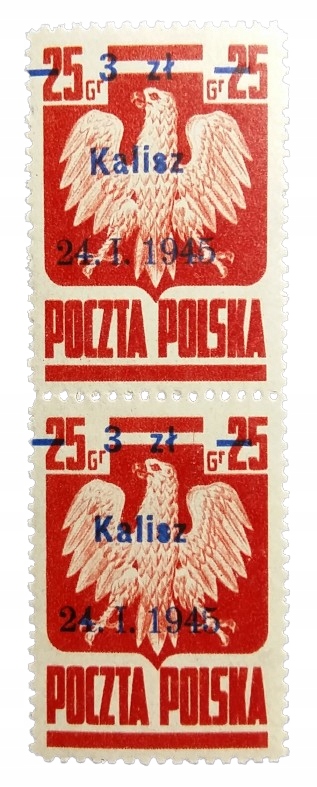 25 Gr - 3 zł - Gr 25
Kalisz
24. I. 1945
POCZTA POLSKA
25 Gr - 3 zł - Gr 25
Kalisz
24. I. 1945
POCZTA POLSKA